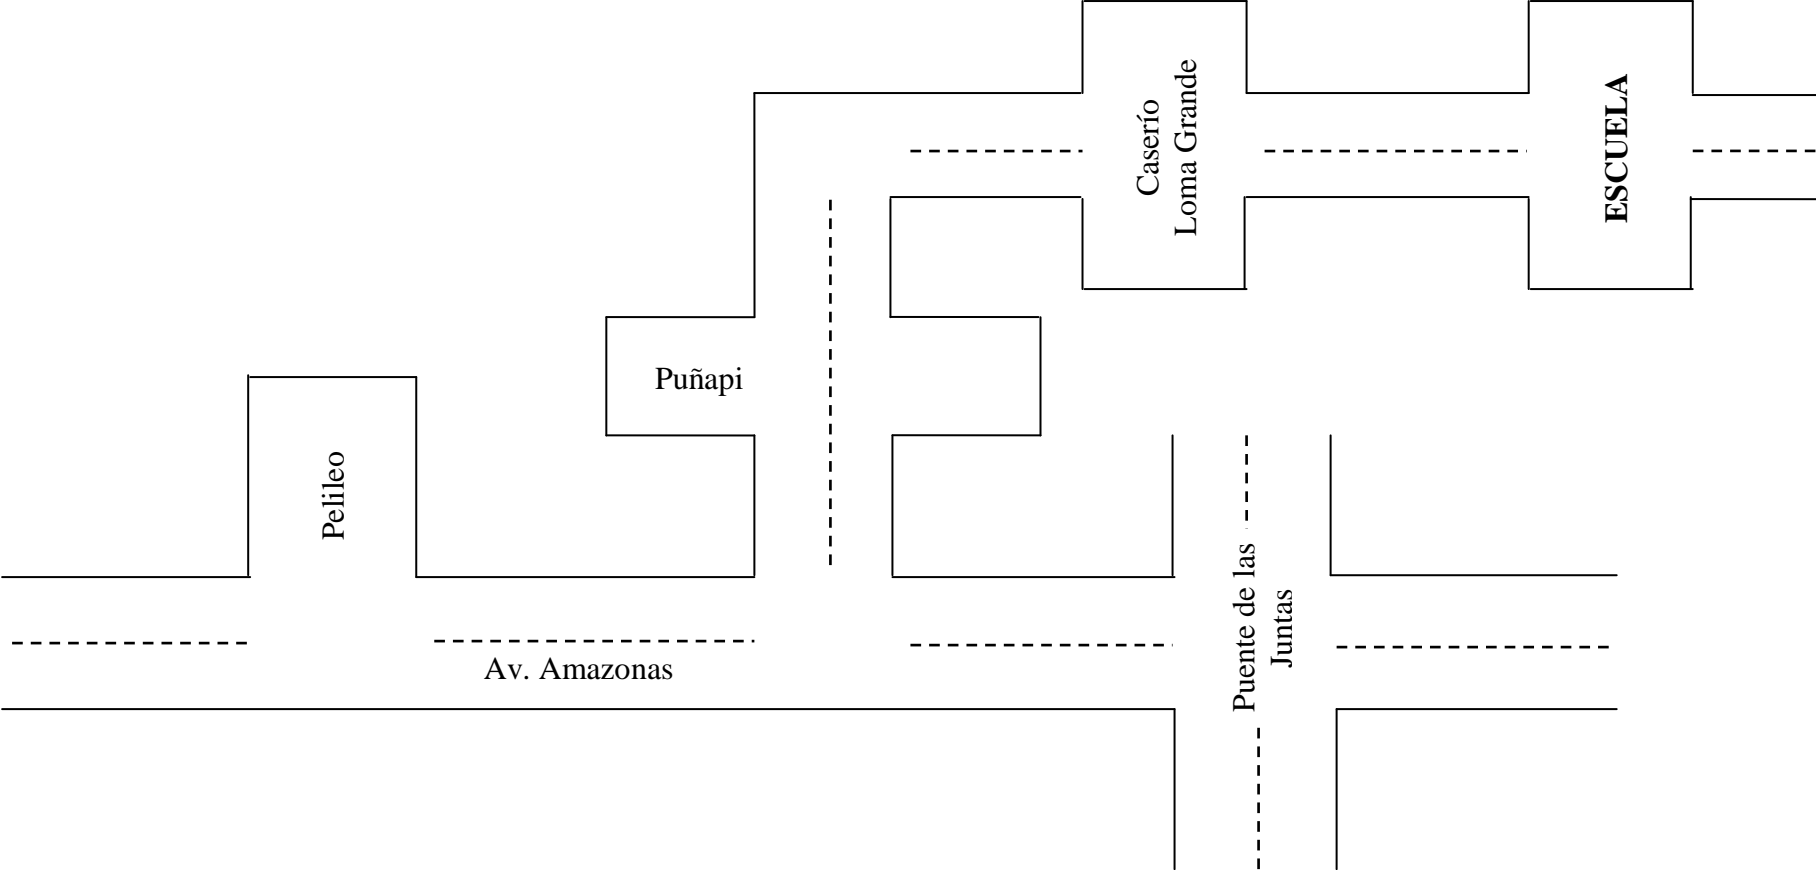 Caserío
Loma Grande
ESCUELA
Puñapi
Pelileo
Puente de las
Juntas
Av. Amazonas